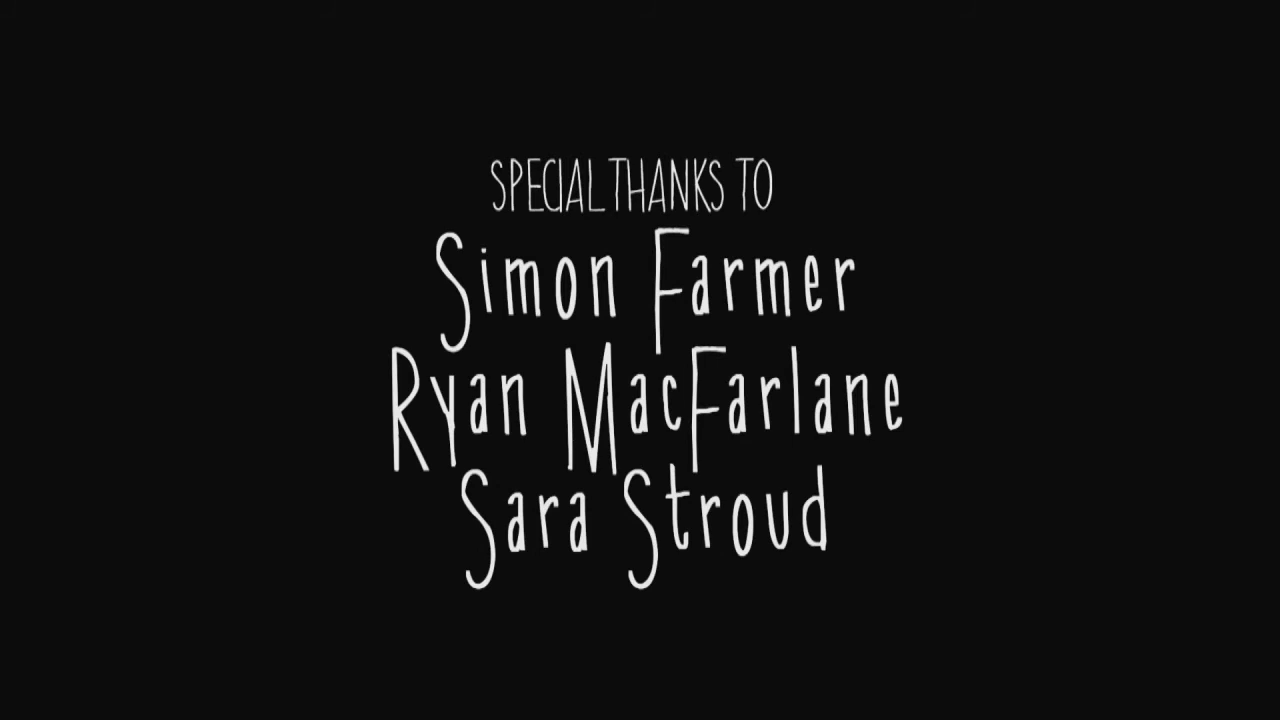 SPECIAL THANKS TO
Simon Farmer
Ryan MacFarlane
Sara Stroud